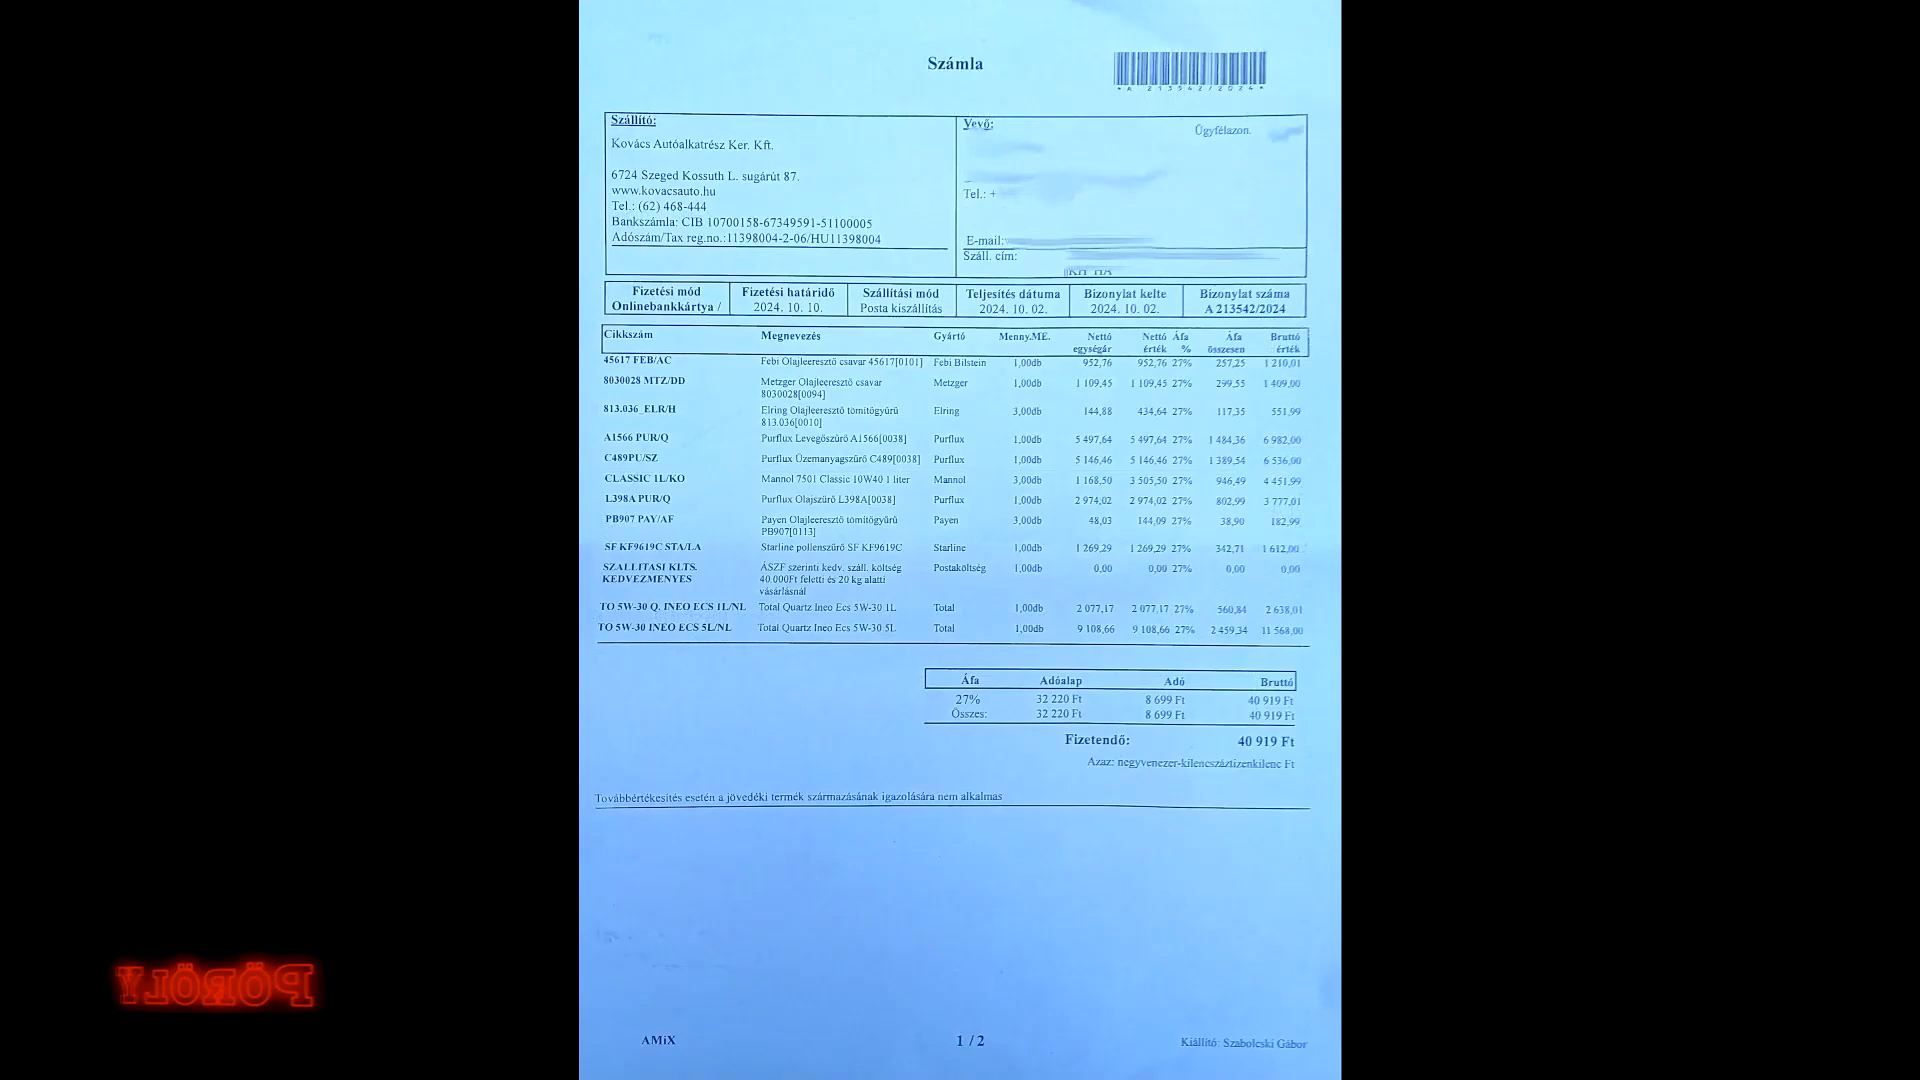 Számla
*A 213542/2024*
Szállító:
Kovács Autóalkatrész Ker. Kft.
6724 Szeged Kossuth L. sugárút 87.
www.kovacsauto.hu
Tel.: (62) 468-444
Bankszámla: CIB 10700158-67349591-51100005
Adószám/Tax reg.no.:11398004-2-06/HU11398004
Vevő:
Ügyfélazon.
Tel.: +
E-mail:
Száll. cím:
Fizetési mód Fizetési határidő Szállítási mód Teljesítés dátuma Bizonylat kelte Bizonylat száma
Onlinebankkártya / 2024. 10. 10. Posta kiszállítás 2024. 10. 02. 2024. 10. 02. A 213542/2024
Cikkszám Megnevezés Gyártó Menny.ME. Nettó Nettó Áfa Áfa Bruttó
egységár érték % összesen érték
45617 FEB/AC Febi Olajleeresztő csavar 45617[0101] Febi Bilstein 1,00db 952,76 952,76 27% 257,25 1 210,01
8030028 MTZ/DD Metzger Olajleeresztő csavar Metzger 1,00db 1 109,45 1 109,45 27% 299,55 1 409,00
8030028[0094]
813.036_ELR/H Elring Olajleeresztő tömítőgyűrű Elring 3,00db 144,88 434,64 27% 117,35 551,99
813.036[0010]
A1566 PUR/Q Purflux Levegőszűrő A1566[0038] Purflux 1,00db 5 497,64 5 497,64 27% 1 484,36 6 982,00
C489PU/SZ Purflux Üzemanyagszűrő C489[0038] Purflux 1,00db 5 146,46 5 146,46 27% 1 389,54 6 536,00
CLASSIC 1L/KO Mannol 7501 Classic 10W40 1 liter Mannol 3,00db 1 168,50 3 505,50 27% 946,49 4 451,99
L398A PUR/Q Purflux Olajszűrő L398A[0038] Purflux 1,00db 2 974,02 2 974,02 27% 802,99 3 777,01
PB907 PAY/AF Payen Olajleeresztő tömítőgyűrű Payen 3,00db 48,03 144,09 27% 38,90 182,99
PB907[0113]
SF KF9619C STA/LA Starline pollenszűrő SF KF9619C Starline 1,00db 1 269,29 1 269,29 27% 342,71 1 612,00
SZÁLLÍTÁSI KLTS. ÁSZF szerinti kedv. száll. költség Postaköltség 1,00db 0,00 0,00 27% 0,00 0,00
KEDVEZMÉNYES 40.000Ft feletti és 20 kg alatti
vásárlásnál
TO 5W-30 Q. INEO ECS 1L/NL Total Quartz Ineo Ecs 5W-30 1L Total 1,00db 2 077,17 2 077,17 27% 560,84 2 638,01
TO 5W-30 INEO ECS 5L/NL Total Quartz Ineo Ecs 5W-30 5L Total 1,00db 9 108,66 9 108,66 27% 2 459,34 11 568,00
Áfa Adóalap Adó Bruttó
27% 32 220 Ft 8 699 Ft 40 919 Ft
Összes: 32 220 Ft 8 699 Ft 40 919 Ft
Fizetendő: 40 919 Ft
Azaz: negyvenezer-kilencszáztizenkilenc Ft
Továbbértékesítés esetén a jövedéki termék származásának igazolására nem alkalmas
PÖRÖLY
AMiX 1 / 2 Kiállító: Szabolcski Gábor